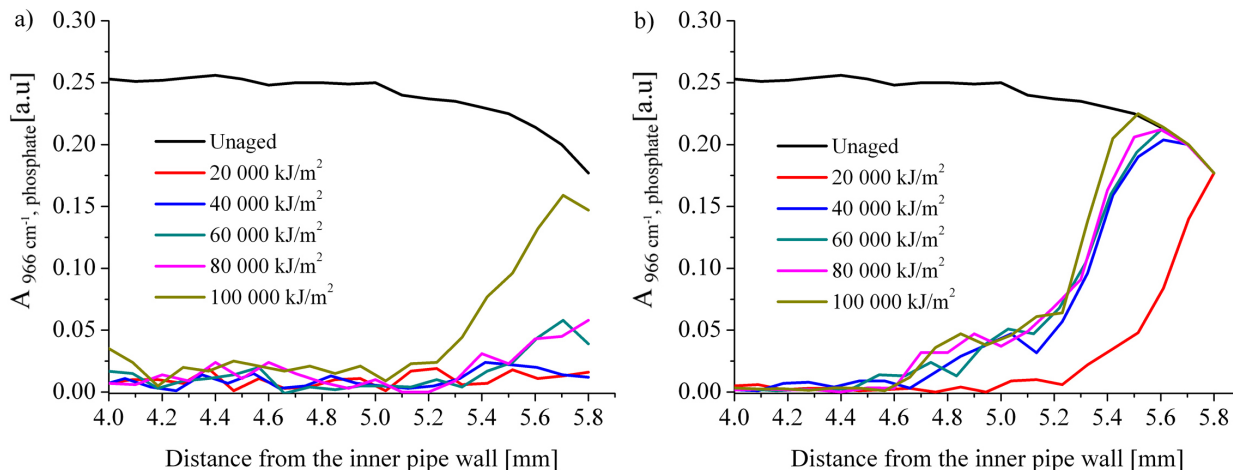 a)
0.30
0.25
0.20
0.15
0.10
0.05
0.00
A 966 cm⁻¹, phosphate [a.u]
Unaged
20 000 kJ/m²
40 000 kJ/m²
60 000 kJ/m²
80 000 kJ/m²
100 000 kJ/m²
4.0 4.2 4.4 4.6 4.8 5.0 5.2 5.4 5.6 5.8
Distance from the inner pipe wall [mm]
b)
0.30
0.25
0.20
0.15
0.10
0.05
0.00
A 966 cm⁻¹, phosphate [a.u]
Unaged
20 000 kJ/m²
40 000 kJ/m²
60 000 kJ/m²
80 000 kJ/m²
100 000 kJ/m²
4.0 4.2 4.4 4.6 4.8 5.0 5.2 5.4 5.6 5.8
Distance from the inner pipe wall [mm]